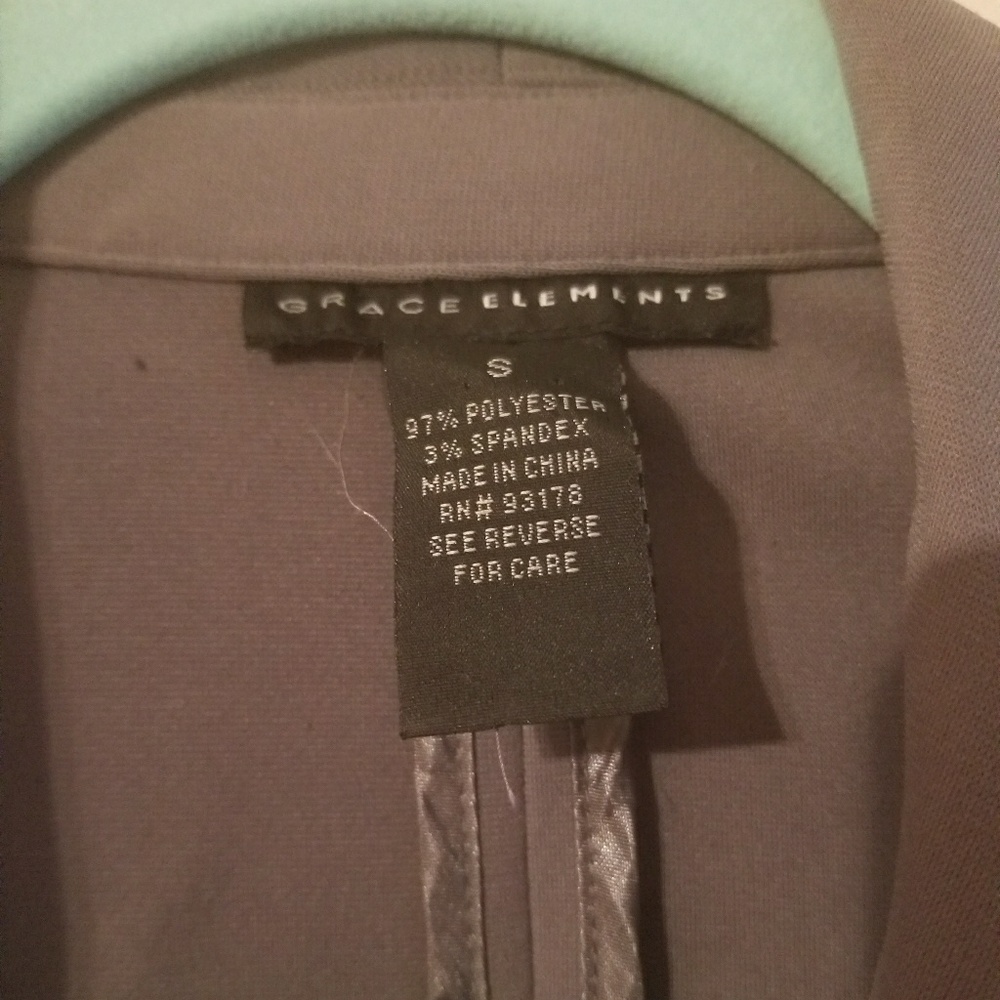 GRACE ELEMENTS
S
97% POLYESTER
3% SPANDEX
MADE IN CHINA
RN# 93178
SEE REVERSE
FOR CARE